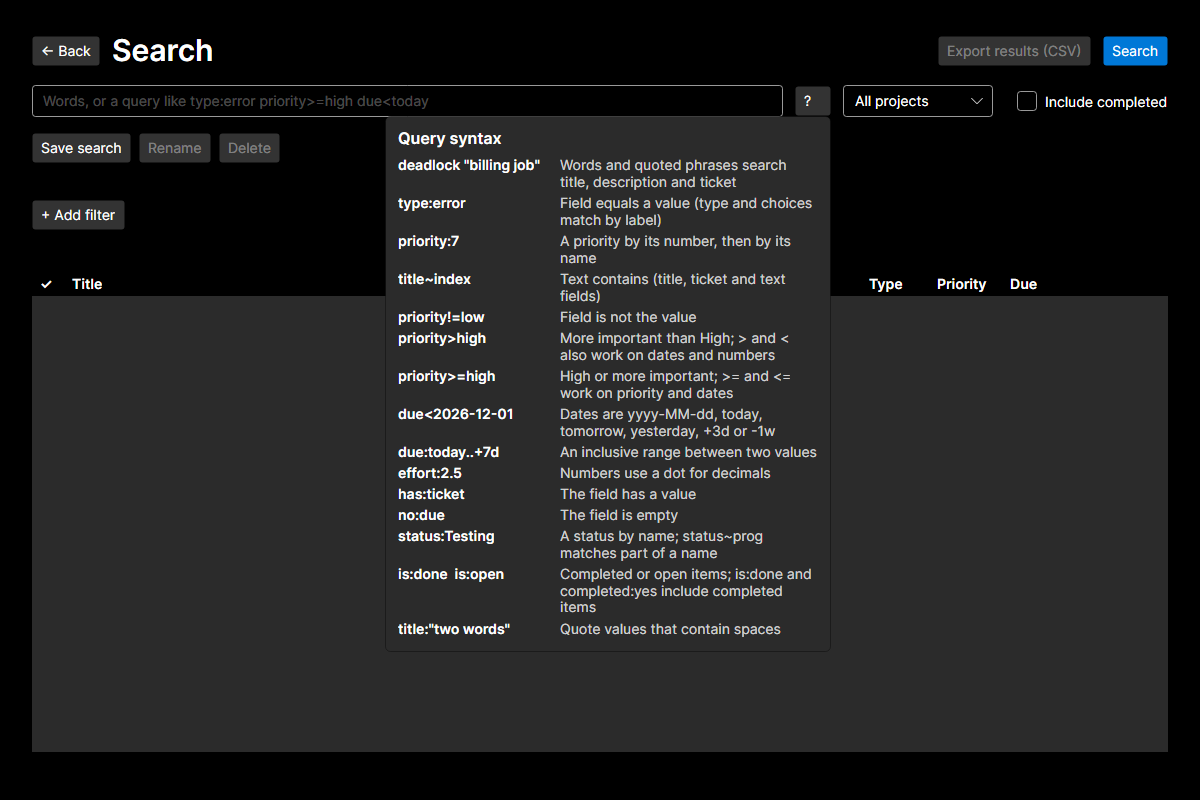 ← Back Search Export results (CSV) Search
Words, or a query like type:error priority>=high due<today ? All projects Include completed
Save search Rename Delete
+ Add filter
✓ Title Type Priority Due
Query syntax
deadlock "billing job" Words and quoted phrases search
title, description and ticket
type:error Field equals a value (type and choices
match by label)
priority:7 A priority by its number, then by its
name
title~index Text contains (title, ticket and text
fields)
priority!=low Field is not the value
priority>high More important than High; > and <
also work on dates and numbers
priority>=high High or more important; >= and <=
work on priority and dates
due<2026-12-01 Dates are yyyy-MM-dd, today,
tomorrow, yesterday, +3d or -1w
due:today..+7d An inclusive range between two values
effort:2.5 Numbers use a dot for decimals
has:ticket The field has a value
no:due The field is empty
status:Testing A status by name; status~prog
matches part of a name
is:done is:open Completed or open items; is:done and
completed:yes include completed
items
title:"two words" Quote values that contain spaces